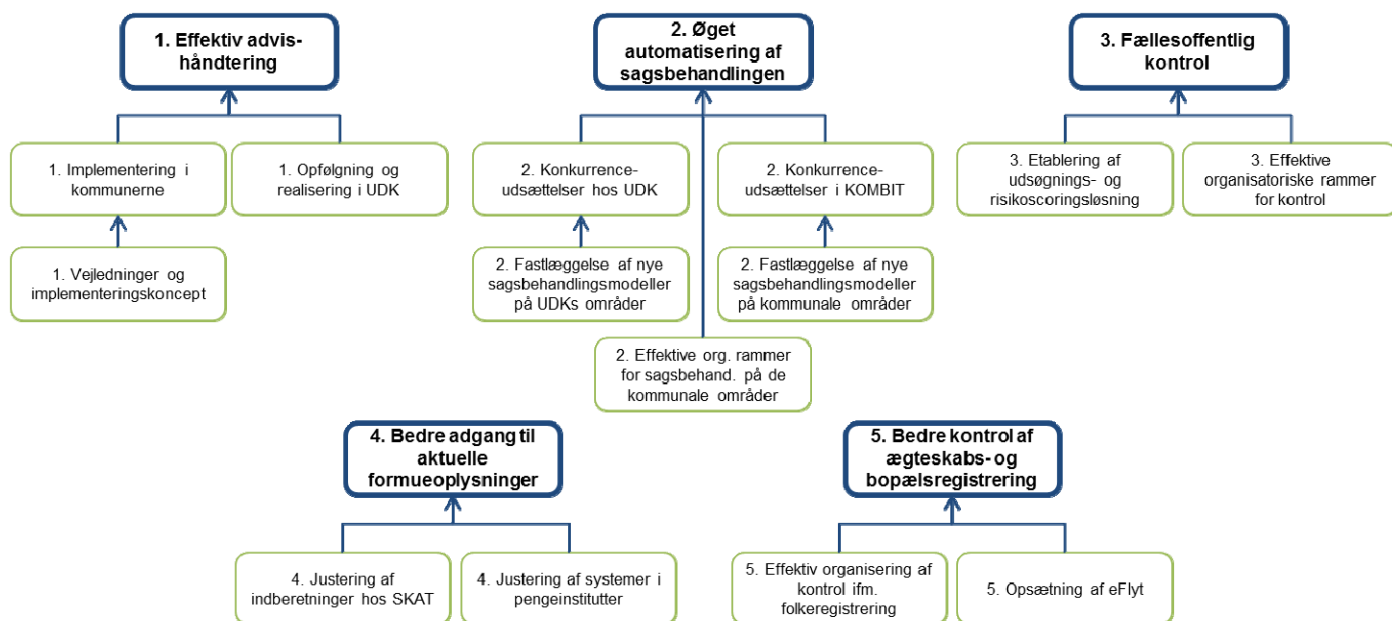 1. Effektiv advis-
håndtering
2. Øget
automatisering af
sagsbehandlingen
3. Fællesoffentlig
kontrol
1. Implementering i
kommunerne
1. Opfølgning og
realisering i UDK
2. Konkurrence-
udsættelser hos UDK
2. Konkurrence-
udsættelser i KOMBIT
3. Etablering af
udsøgnings- og
risikoscoringsløsning
3. Effektive
organisatoriske rammer
for kontrol
1. Vejledninger og
implementeringskoncept
2. Fastlæggelse af nye
sagsbehandlingsmodeller
på UDKs områder
2. Fastlæggelse af nye
sagsbehandlingsmodeller
på kommunale områder
2. Effektive org. rammer
for sagsbehand. på de
kommunale områder
4. Bedre adgang til
aktuelle
formueoplysninger
5. Bedre kontrol af
ægteskabs- og
bopælsregistrering
4. Justering af
indberetninger hos SKAT
4. Justering af systemer i
pengeinstitutter
5. Effektiv organisering af
kontrol ifm.
folkeregistrering
5. Opsætning af eFlyt